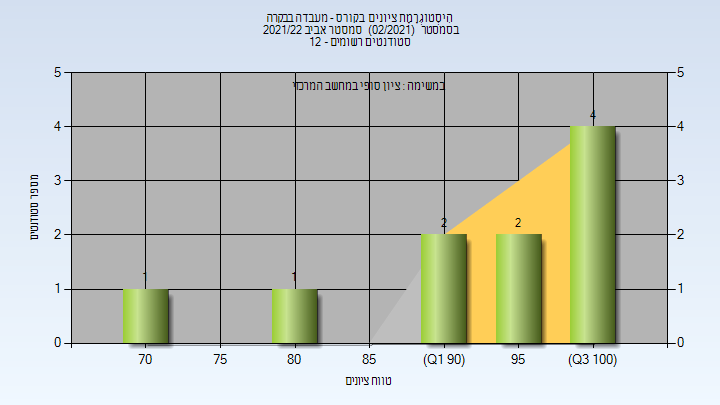 היסטוגרמת ציונים בקורס - מעבדה בבקרה
בסמסטר (02/2021) סמסטר אביב 2021/22
סטודנטים רשומים - 12
במשימה : ציון סופי במחשב המרכזי
מספר סטודנטים
5 5
4 4
3 3
2 2
1 1
0 0
1 1 2 2 4
70 75 80 85 (Q1 90) 95 (Q3 100)
טווח ציונים